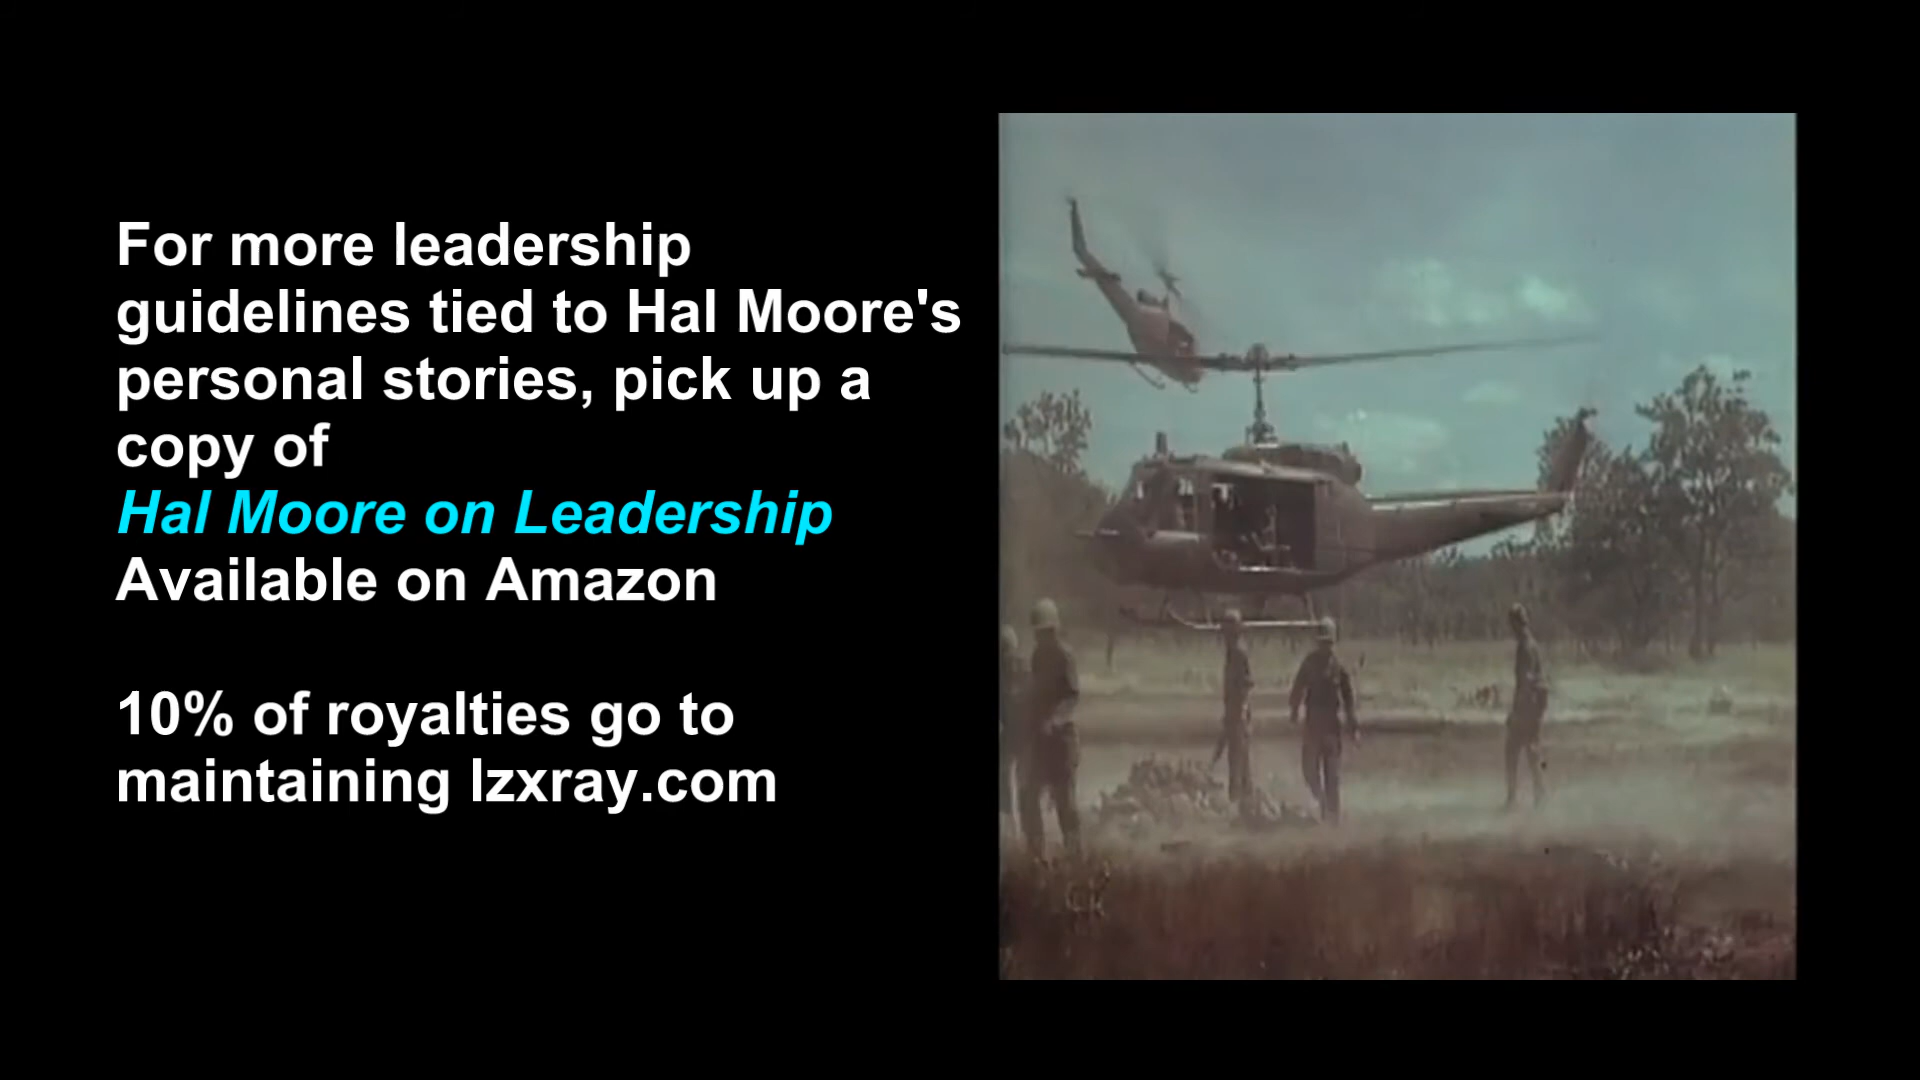 For more leadership
guidelines tied to Hal Moore's
personal stories, pick up a
copy of
Hal Moore on Leadership
Available on Amazon
10% of royalties go to
maintaining lzxray.com